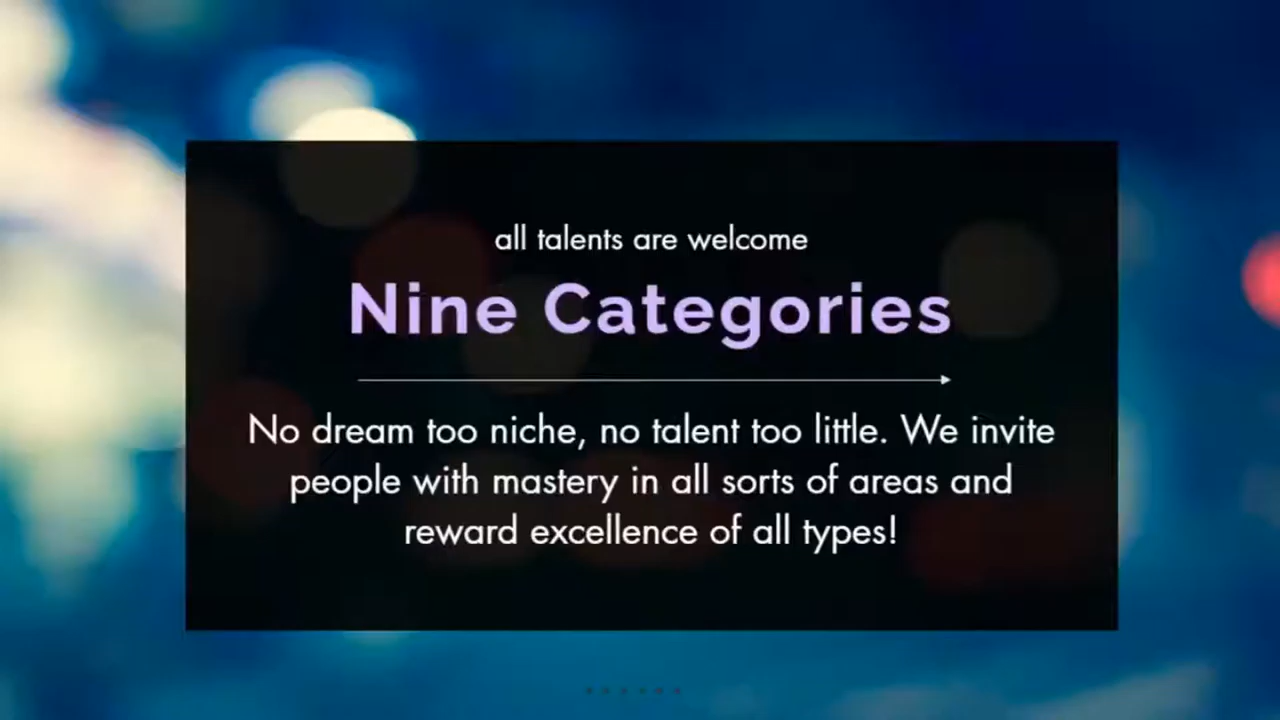 all talents are welcome
Nine Categories
No dream too niche, no talent too little. We invite
people with mastery in all sorts of areas and
reward excellence of all types!